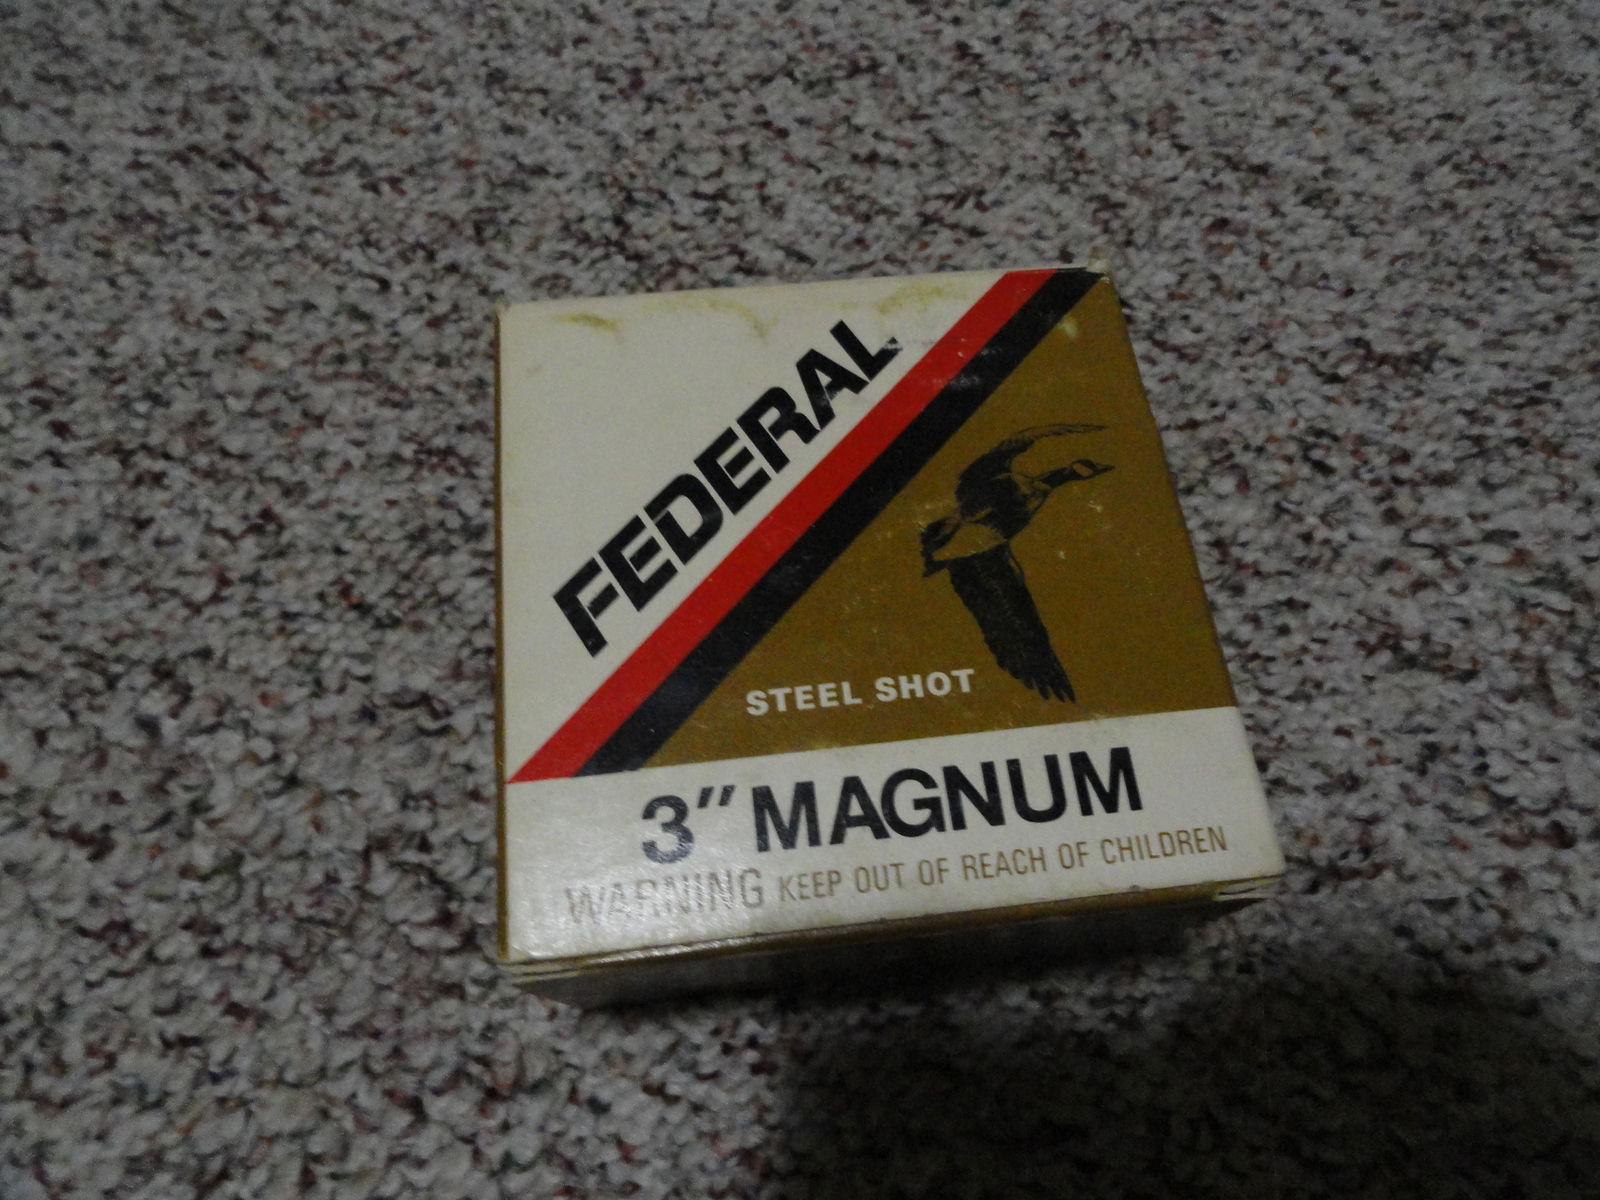 FEDERAL.
STEEL SHOT
3" MAGNUM
WARNING KEEP OUT OF REACH OF CHILDREN